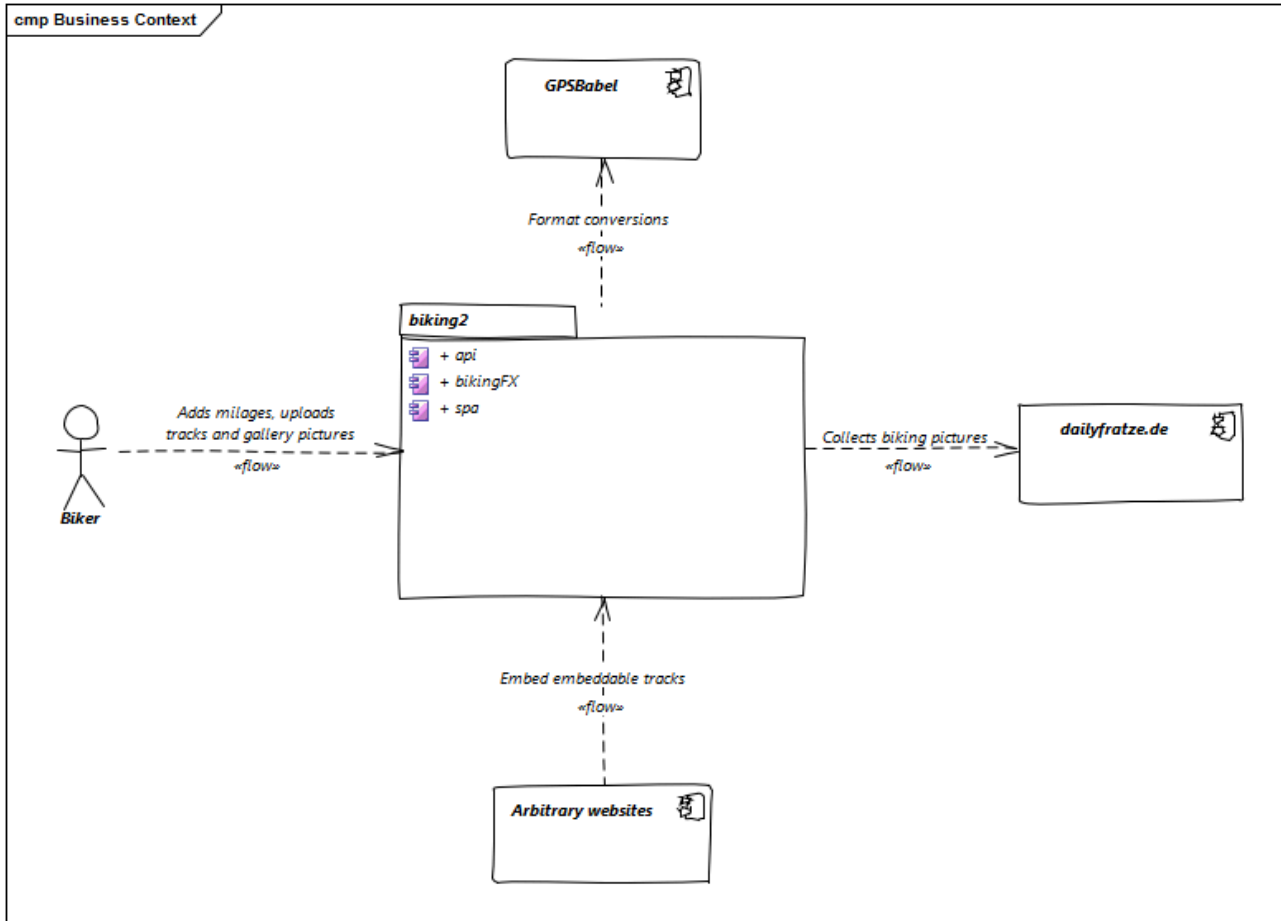 cmp Business Context
GPSBabel
Format conversions
«flow»
biking2
+ api
+ bikingFX
+ spa
Adds milages, uploads
tracks and gallery pictures
«flow»
Biker
Collects biking pictures
«flow»
dailyfratze.de
Embed embeddable tracks
«flow»
Arbitrary websites